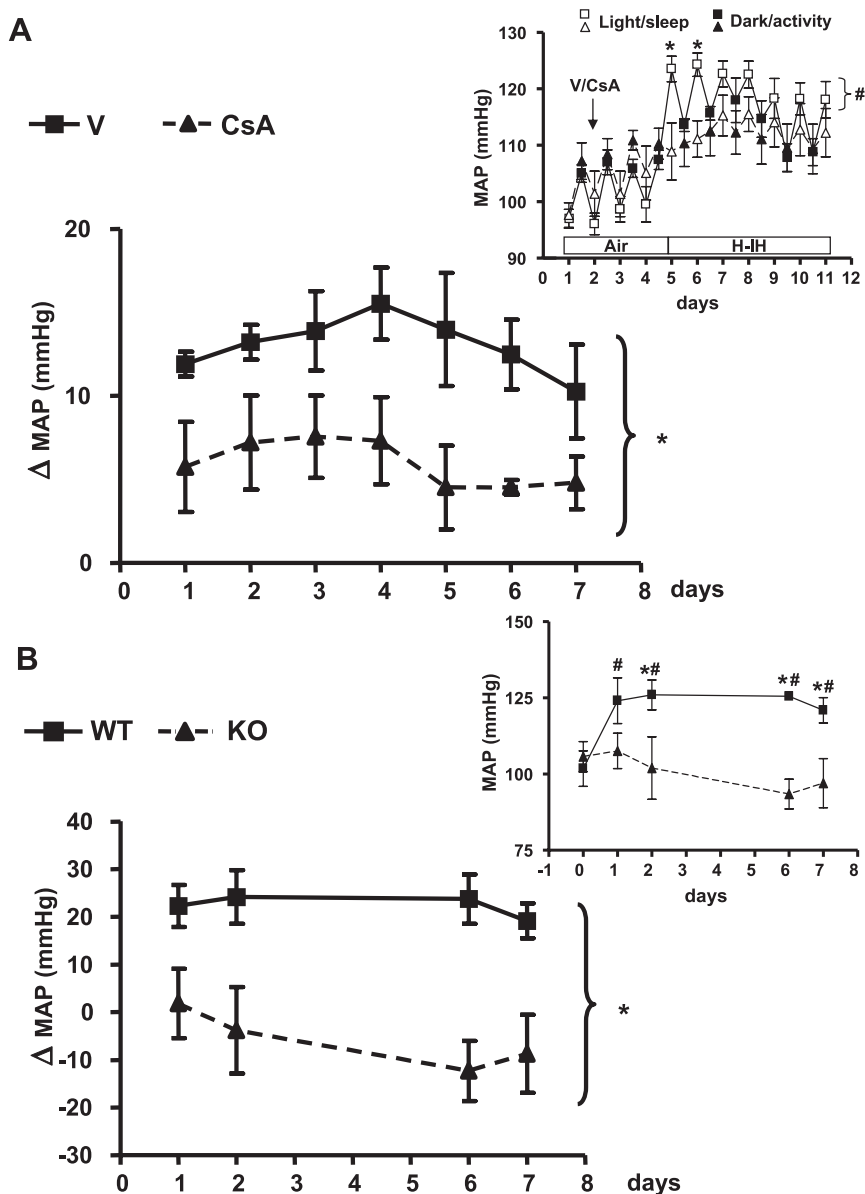 A
Light/sleep Dark/activity
V CsA
Δ MAP (mmHg)
20
10
0
0 1 2 3 4 5 6 7 8 days
*
MAP (mmHg)
130
120
110
100
90
V/CsA
* *
#
Air H-IH
0 1 2 3 4 5 6 7 8 9 10 11 12
days
B
WT KO
Δ MAP (mmHg)
40
30
20
10
0
-10
-20
-30
0 1 2 3 4 5 6 7 8 days
*
MAP (mmHg)
125
100
75
# *# *# *#
-1 0 1 2 3 4 5 6 7 8
days